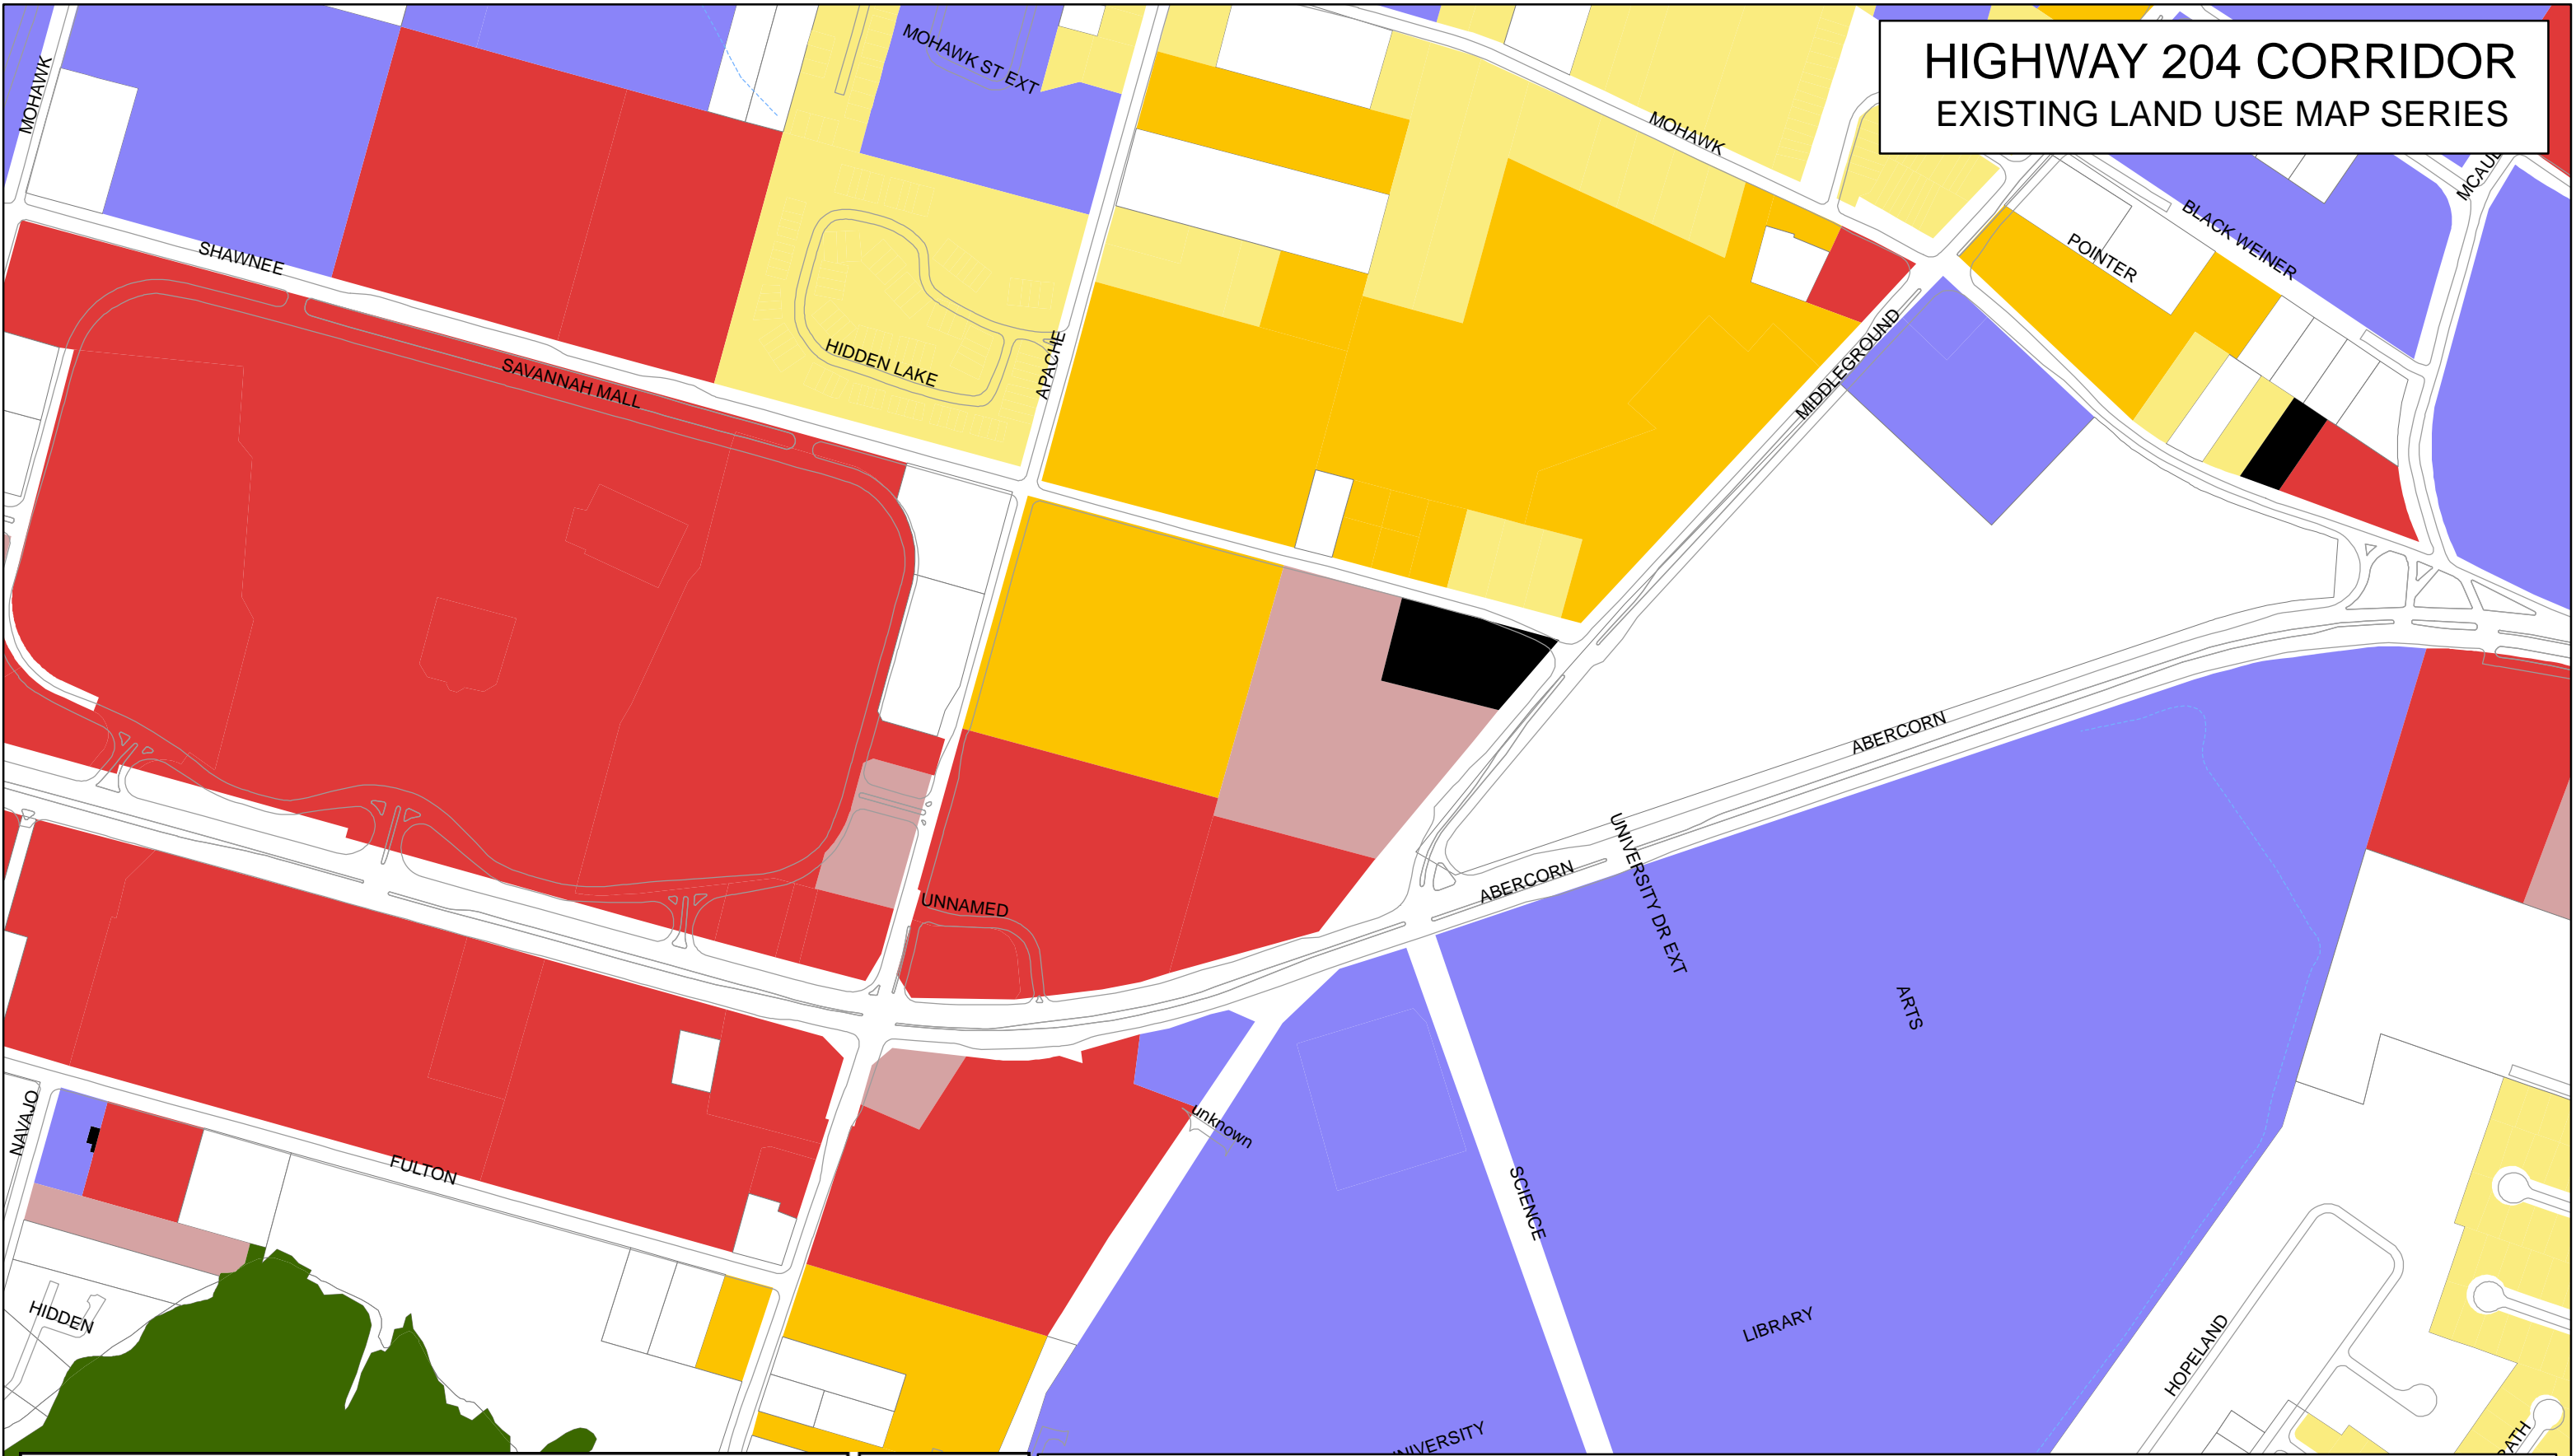 HIGHWAY 204 CORRIDOR
EXISTING LAND USE MAP SERIES
MOHAWK
MOHAWK ST EXT
MOHAWK
BLACK WEINER
POINTER
SHAWNEE
SAVANNAH MALL
HIDDEN LAKE
APACHE
MIDDLEGROUND
ABERCORN
ABERCORN
UNIVERSITY DR EXT
UNNAMED
ARTS
unknown
NAVAJO
FULTON
SCIENCE
HIDDEN
LIBRARY
HOPELAND